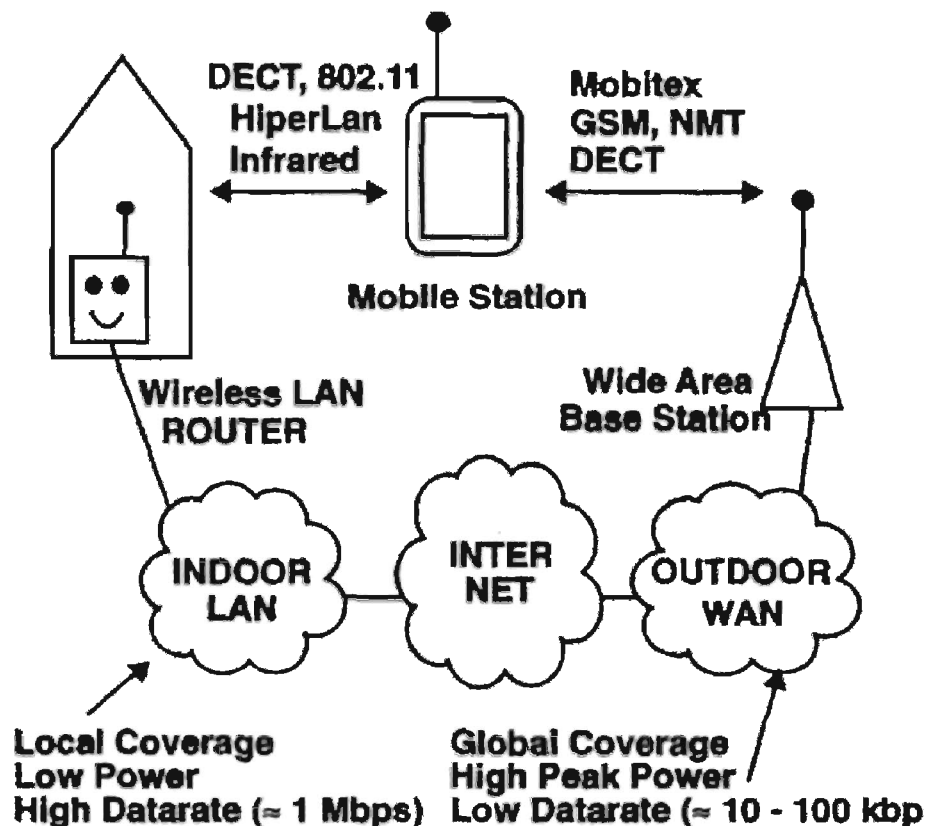 DECT, 802.11
HiperLan
Infrared
Mobitex
GSM, NMT
DECT
Mobile Station
Wireless LAN
ROUTER
Wide Area
Base Station
INDOOR
LAN
INTER
NET
OUTDOOR
WAN
Local Coverage
Low Power
High Datarate (≈ 1 Mbps)
Global Coverage
High Peak Power
Low Datarate (≈ 10 - 100 kbp